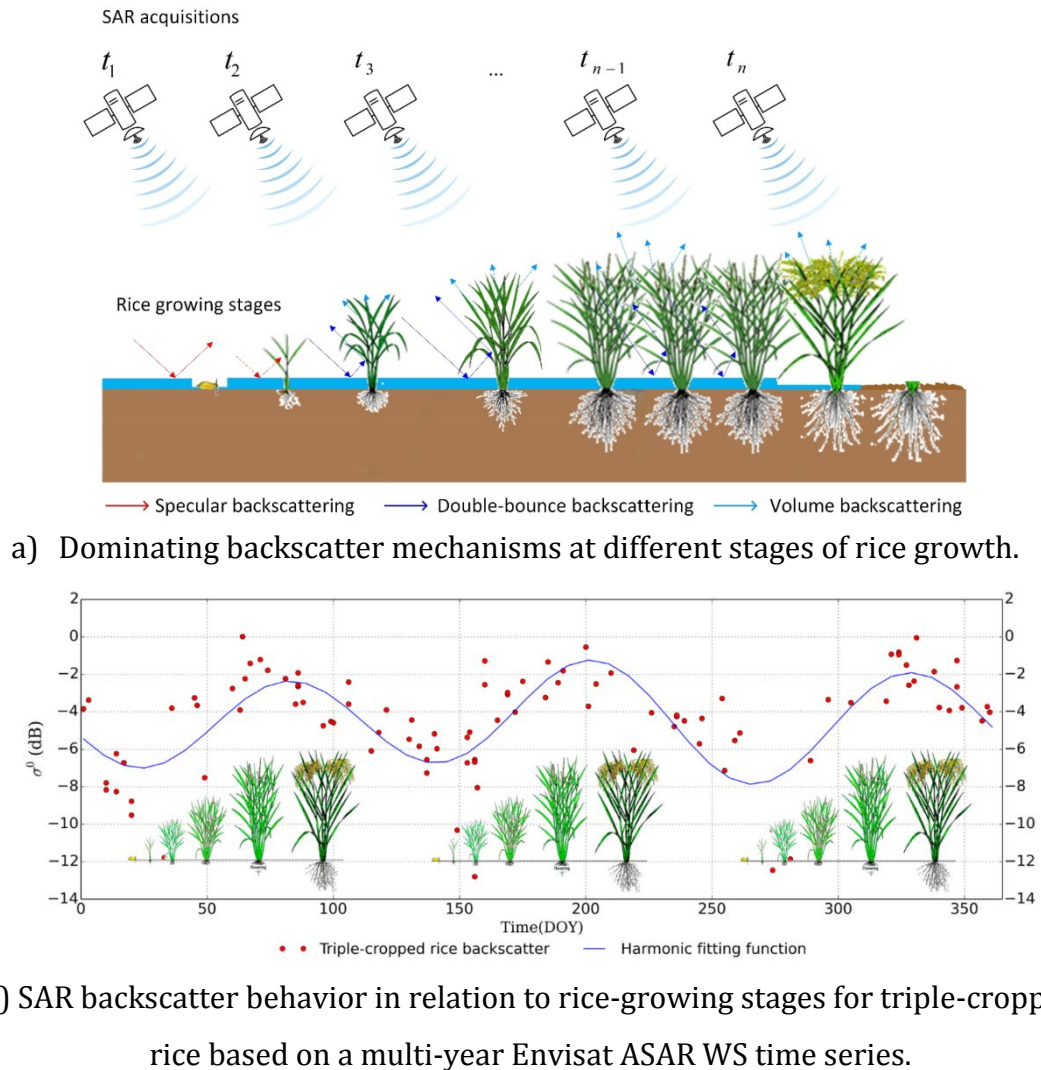 SAR acquisitions
t1 t2 t3 ... tn−1 tn
Rice growing stages
Specular backscattering Double-bounce backscattering Volume backscattering
a) Dominating backscatter mechanisms at different stages of rice growth.
2 2
0 0
−2 −2
−4 −4
−6 −6
−8 −8
−10 −10
−12 −12
−14 −14
σ⁰ (dB)
0 50 100 150 200 250 300 350
Time(DOY)
Triple-cropped rice backscatter Harmonic fitting function
) SAR backscatter behavior in relation to rice-growing stages for triple-cropp
rice based on a multi-year Envisat ASAR WS time series.